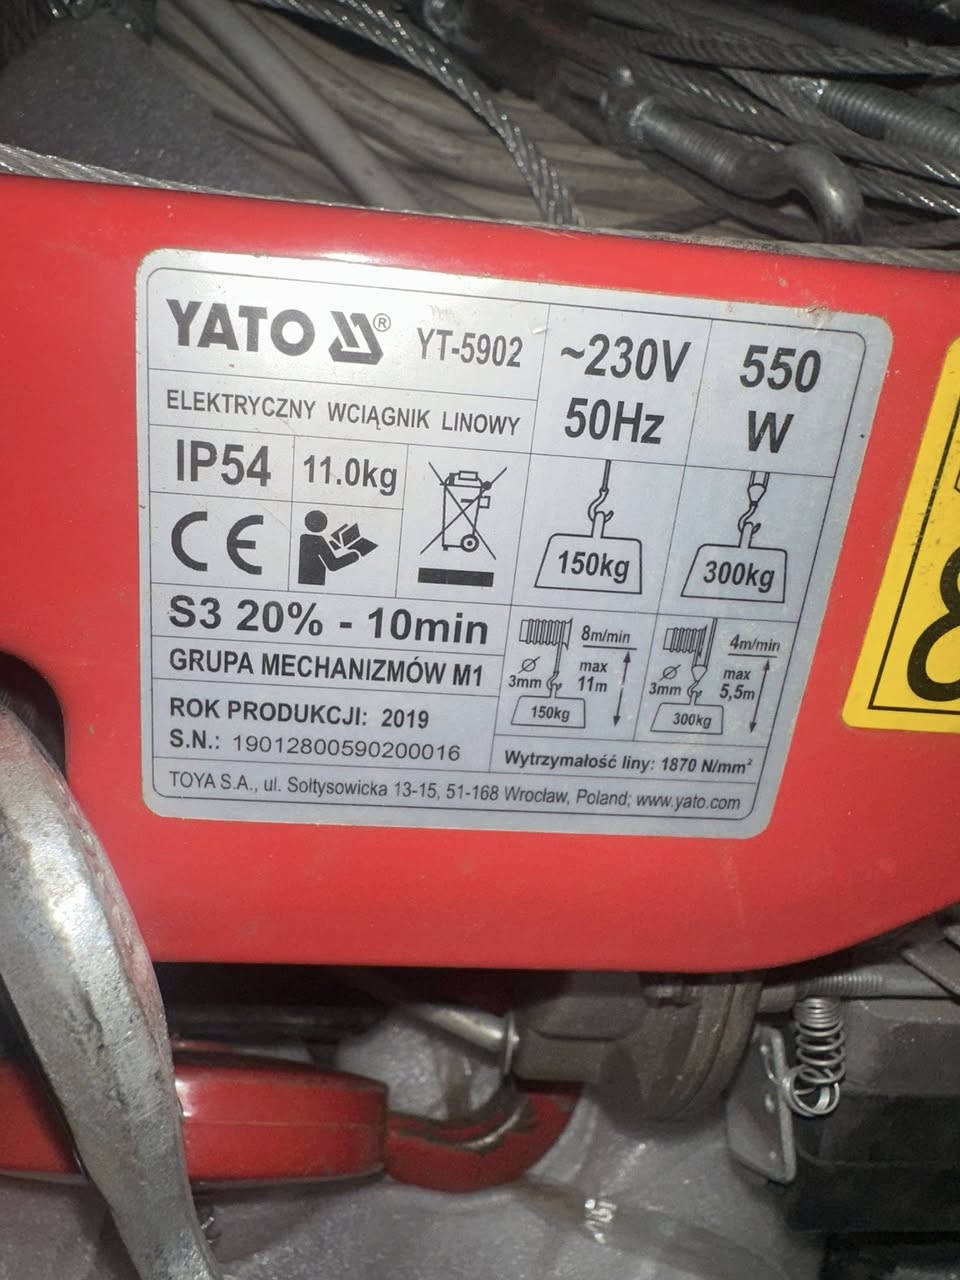 YATO ® YT-5902
~230V
50Hz
550
W
ELEKTRYCZNY WCIĄGNIK LINOWY
IP54
11.0kg
CE
150kg
300kg
S3 20% - 10min
GRUPA MECHANIZMÓW M1
ROK PRODUKCJI: 2019
S.N.: 19012800590200016
8m/min
Ø
3mm
max
11m
150kg
4m/min
Ø
3mm
max
5,5m
300kg
Wytrzymałość liny: 1870 N/mm²
TOYA S.A., ul. Sołtysowicka 13-15, 51-168 Wrocław, Poland; www.yato.com